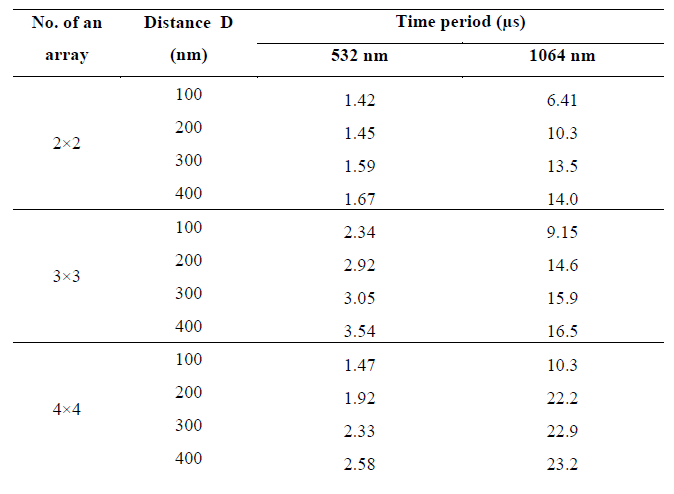 No. of an array Distance D (nm) Time period (µs)
532 nm 1064 nm
2×2
100 1.42 6.41
200 1.45 10.3
300 1.59 13.5
400 1.67 14.0
3×3
100 2.34 9.15
200 2.92 14.6
300 3.05 15.9
400 3.54 16.5
4×4
100 1.47 10.3
200 1.92 22.2
300 2.33 22.9
400 2.58 23.2